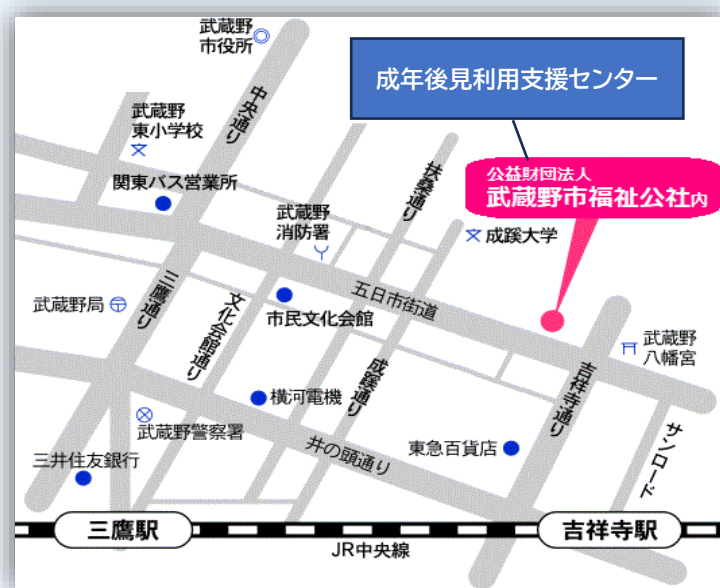 武蔵野
市役所
成年後見利用支援センター
中央通り
武蔵野
東小学校
扶桑通り
公益財団法人
武蔵野市福祉公社内
関東バス営業所
武蔵野
消防署
成蹊大学
三鷹通り
武蔵野局
文化会館通り
市民文化会館
五日市街道
成蹊通り
吉祥寺通り
武蔵野
八幡宮
横河電機
武蔵野警察署
井の頭通り
東急百貨店
サンロード
三井住友銀行
三鷹駅
吉祥寺駅
JR中央線